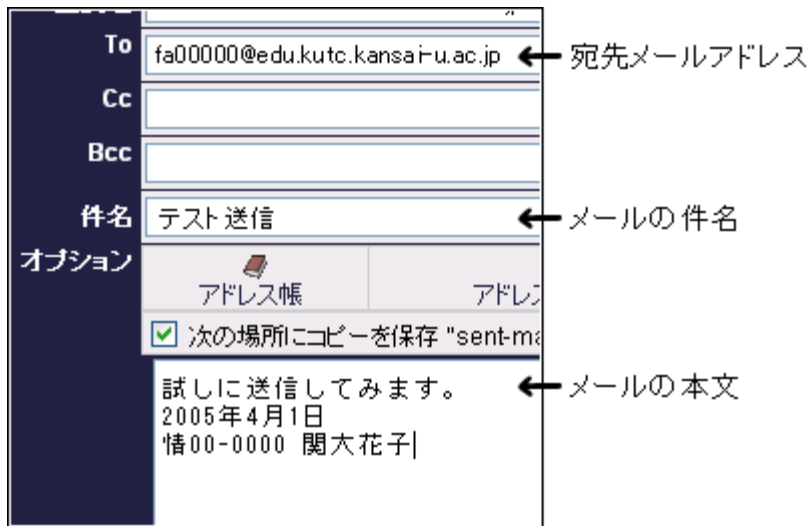 To fa00000@edu.kutc.kansai-u.ac.jp 宛先メールアドレス
Cc
Bcc
件名 テスト送信 メールの件名
オプション
アドレス帳 アドレ
次の場所にコピーを保存 "sent-ma
試しに送信してみます。 メールの本文
2005年4月1日
情00-0000 関大花子